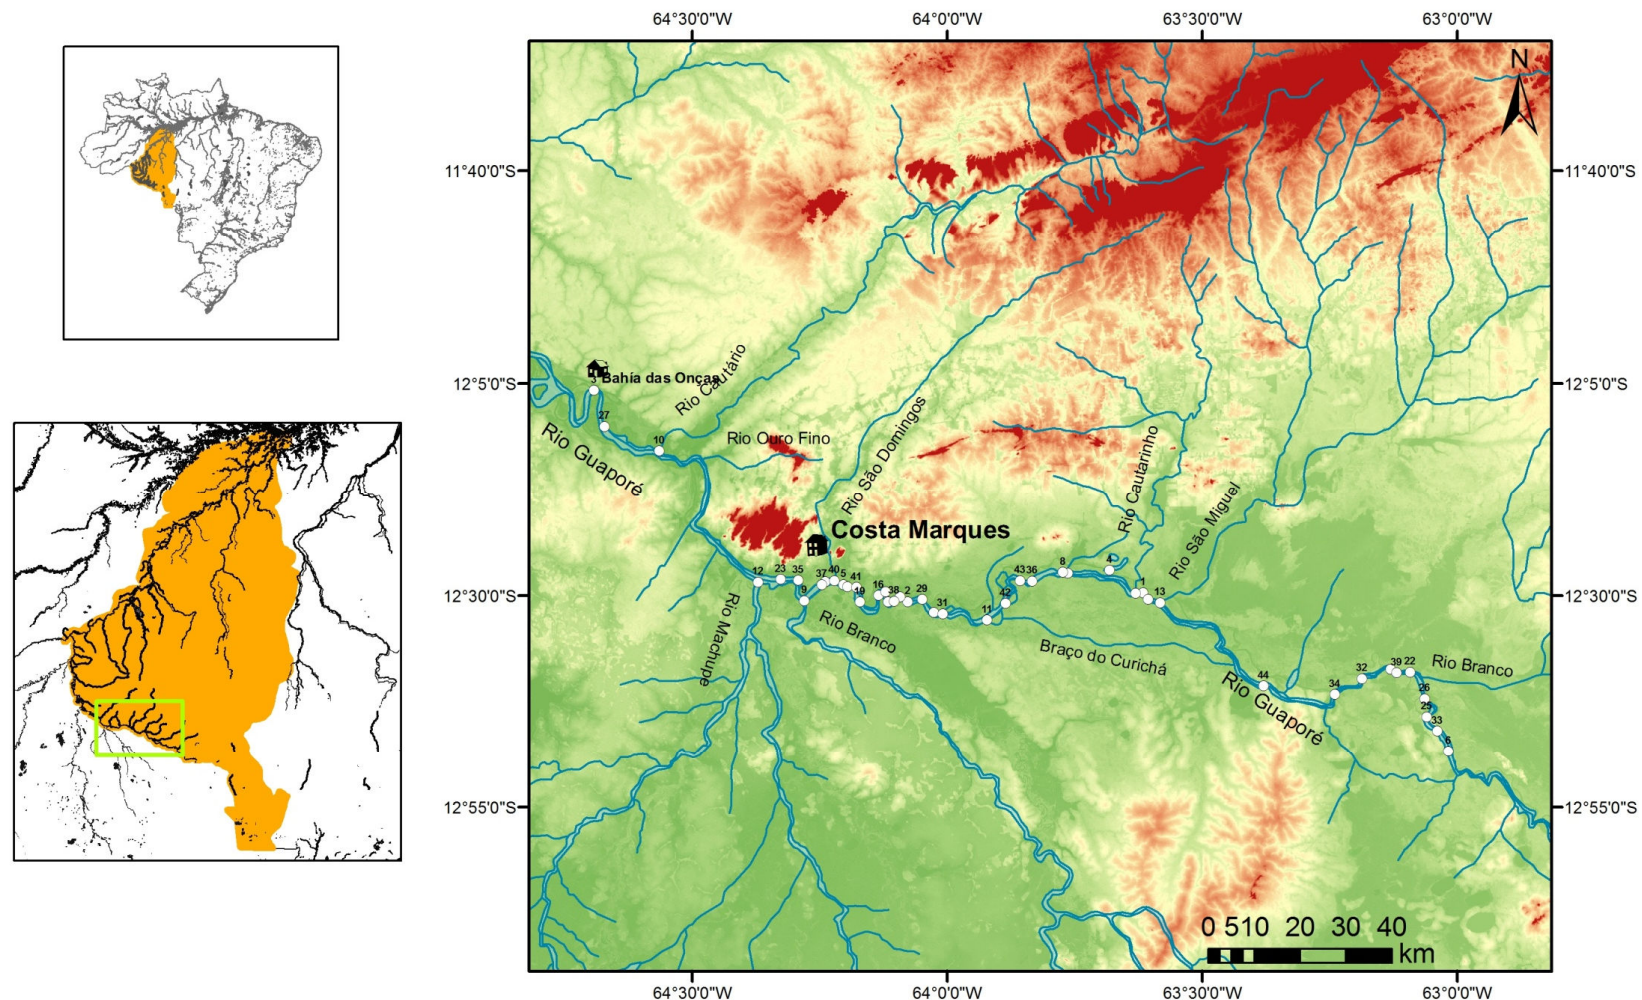 64°30'0"W
64°0'0"W
63°30'0"W
63°0'0"W
N
11°40'0"S
11°40'0"S
12°5'0"S
12°5'0"S
3
Bahía das Onças
Rio Cautário
27
10
Rio Ouro Fino
Rio Guaporé
Rio São Domingos
Rio Cautarinho
Rio São Miguel
Costa Marques
12°30'0"S
12°30'0"S
12
23
35
9
37
40
5
41
19
16
38
2
29
31
11
42
43
36
8
4
1
13
Rio Machupe
Rio Branco
Braço do Curichá
Rio Guaporé
44
34
32
39
22
Rio Branco
26
25
33
6
12°55'0"S
12°55'0"S
0 5 10 20 30 40
km
64°30'0"W
64°0'0"W
63°30'0"W
63°0'0"W